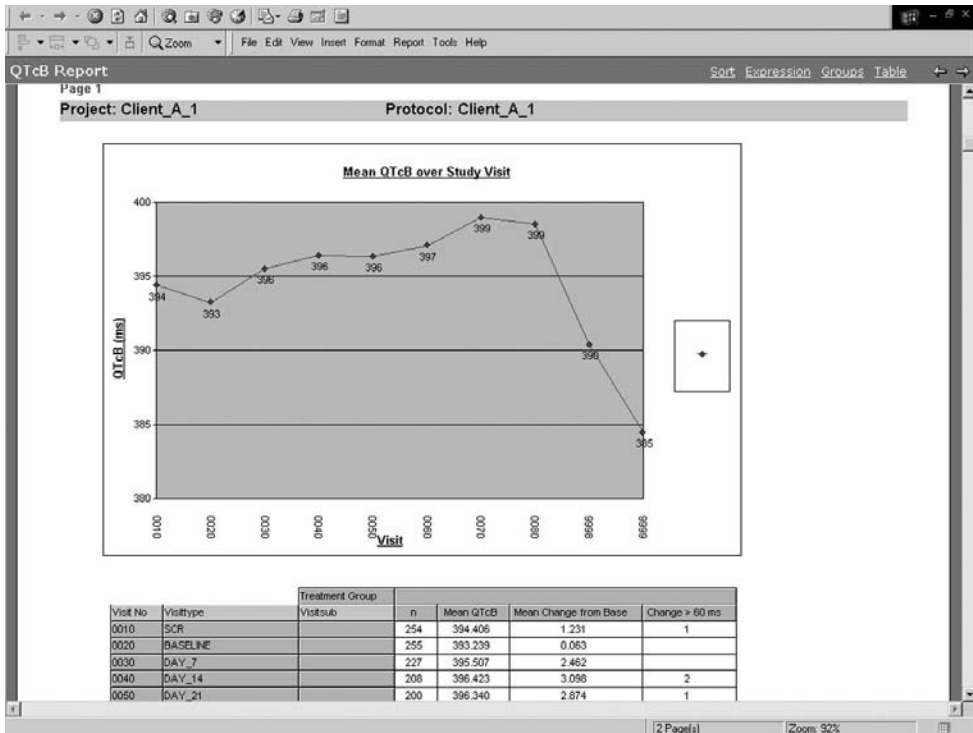 Zoom File Edit View Insert Format Report Tools Help
QTcB Report Sort Expression Groups Table
Page 1
Project: Client_A_1 Protocol: Client_A_1
Mean QTcB over Study Visit
400
395
390
385
380
QTcB (ms)
394
393
396
396
396
397
399
399
390
385
0010
0020
0030
0040
0050
0060
0070
0080
9998
9999
Visit
Treatment Group
Visit No Visittype Visitsub n Mean QTcB Mean Change from Base Change > 60 ms
0010 SCR 254 394.406 1.231 1
0020 BASELINE 255 393.239 0.063
0030 DAY_7 227 395.507 2.462
0040 DAY_14 208 396.423 3.098 2
0050 DAY_21 200 396.340 2.874 1
2 Page(s) Zoom: 92%